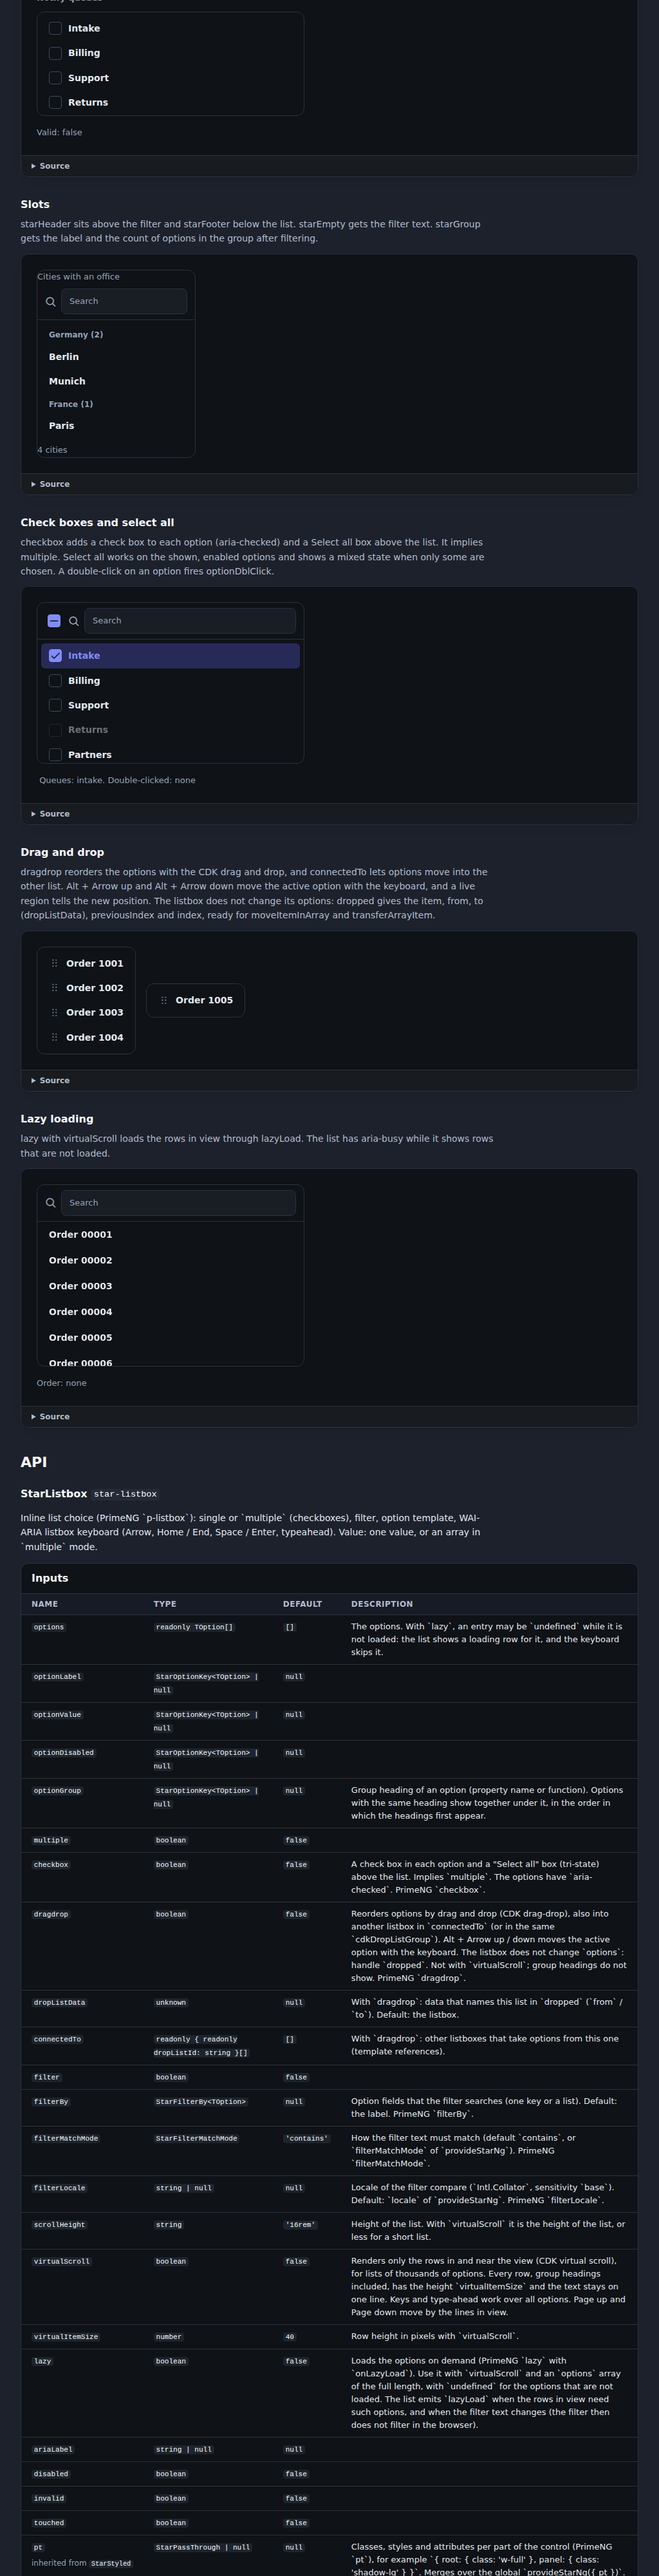 Intake
Billing
Support
Returns
Valid: false
Source
Slots
starHeader sits above the filter and starFooter below the list. starEmpty gets the filter text. starGroup
gets the label and the count of options in the group after filtering.
Cities with an office
Search
Germany (2)
Berlin
Munich
France (1)
Paris
4 cities
Source
Check boxes and select all
checkbox adds a check box to each option (aria-checked) and a Select all box above the list. It implies
multiple. Select all works on the shown, enabled options and shows a mixed state when only some are
chosen. A double-click on an option fires optionDblClick.
Search
Intake
Billing
Support
Returns
Partners
Queues: intake. Double-clicked: none
Source
Drag and drop
dragdrop reorders the options with the CDK drag and drop, and connectedTo lets options move into the
other list. Alt + Arrow up and Alt + Arrow down move the active option with the keyboard, and a live
region tells the new position. The listbox does not change its options: dropped gives the item, from, to
(dropListData), previousIndex and index, ready for moveItemInArray and transferArrayItem.
Order 1001
Order 1002
Order 1003
Order 1004
Order 1005
Source
Lazy loading
lazy with virtualScroll loads the rows in view through lazyLoad. The list has aria-busy while it shows rows
that are not loaded.
Search
Order 00001
Order 00002
Order 00003
Order 00004
Order 00005
Order 00006
Order: none
Source
API
StarListbox star-listbox
Inline list choice (PrimeNG `p-listbox`): single or `multiple` (checkboxes), filter, option template, WAI-
ARIA listbox keyboard (Arrow, Home / End, Space / Enter, typeahead). Value: one value, or an array in
`multiple` mode.
Inputs
NAME TYPE DEFAULT DESCRIPTION
options readonly TOption[] [] The options. With `lazy`, an entry may be `undefined` while it is
not loaded: the list shows a loading row for it, and the keyboard
skips it.
optionLabel StarOptionKey<TOption> | null
null
optionValue StarOptionKey<TOption> | null
null
optionDisabled StarOptionKey<TOption> | null
null
optionGroup StarOptionKey<TOption> | null Group heading of an option (property name or function). Options
null with the same heading show together under it, in the order in
which the headings first appear.
multiple boolean false
checkbox boolean false A check box in each option and a "Select all" box (tri-state)
above the list. Implies `multiple`. The options have `aria-
checked`. PrimeNG `checkbox`.
dragdrop boolean false Reorders options by drag and drop (CDK drag-drop), also into
another listbox in `connectedTo` (or in the same
`cdkDropListGroup`). Alt + Arrow up / down moves the active
option with the keyboard. The listbox does not change `options`:
handle `dropped`. Not with `virtualScroll`; group headings do not
show. PrimeNG `dragdrop`.
dropListData unknown null With `dragdrop`: data that names this list in `dropped` (`from` /
`to`). Default: the listbox.
connectedTo readonly { readonly [] With `dragdrop`: other listboxes that take options from this one
dropListId: string }[] (template references).
filter boolean false
filterBy StarFilterBy<TOption> null Option fields that the filter searches (one key or a list). Default:
the label. PrimeNG `filterBy`.
filterMatchMode StarFilterMatchMode 'contains' How the filter text must match (default `contains`, or
`filterMatchMode` of `provideStarNg`). PrimeNG
`filterMatchMode`.
filterLocale string | null null Locale of the filter compare (`Intl.Collator`, sensitivity `base`).
Default: `locale` of `provideStarNg`. PrimeNG `filterLocale`.
scrollHeight string '16rem' Height of the list. With `virtualScroll` it is the height of the list, or
less for a short list.
virtualScroll boolean false Renders only the rows in and near the view (CDK virtual scroll),
for lists of thousands of options. Every row, group headings
included, has the height `virtualItemSize` and the text stays on
one line. Keys and type-ahead work over all options. Page up and
Page down move by the lines in view.
virtualItemSize number 40 Row height in pixels with `virtualScroll`.
lazy boolean false Loads the options on demand (PrimeNG `lazy` with
`onLazyLoad`). Use it with `virtualScroll` and an `options` array
of the full length, with `undefined` for the options that are not
loaded. The list emits `lazyLoad` when the rows in view need
such options, and when the filter text changes (the filter then
does not filter in the browser).
ariaLabel string | null null
disabled boolean false
invalid boolean false
touched boolean false
pt StarPassThrough | null null Classes, styles and attributes per part of the control (PrimeNG
inherited from StarStyled `pt`), for example `{ root: { class: 'w-full' }, panel: { class:
'shadow-lg' } }`. Merges over the global `provideStarNg({ pt })`.